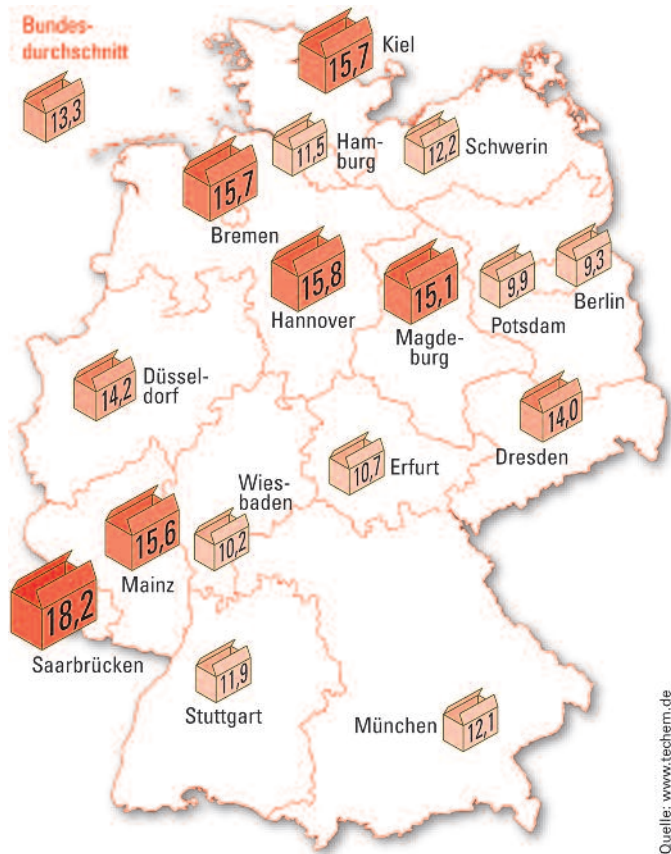 Bundes-
durchschnitt
13,3
15,7
Kiel
11,5
Ham-
burg
12,2
Schwerin
15,7
Bremen
15,8
Hannover
15,1
Magde-
burg
9,9
Potsdam
9,3
Berlin
14,2
Düssel-
dorf
14,0
Dresden
10,7
Erfurt
Wies-
baden
10,2
15,6
Mainz
18,2
Saarbrücken
11,9
Stuttgart
München
12,1
Quelle: www.techem.de